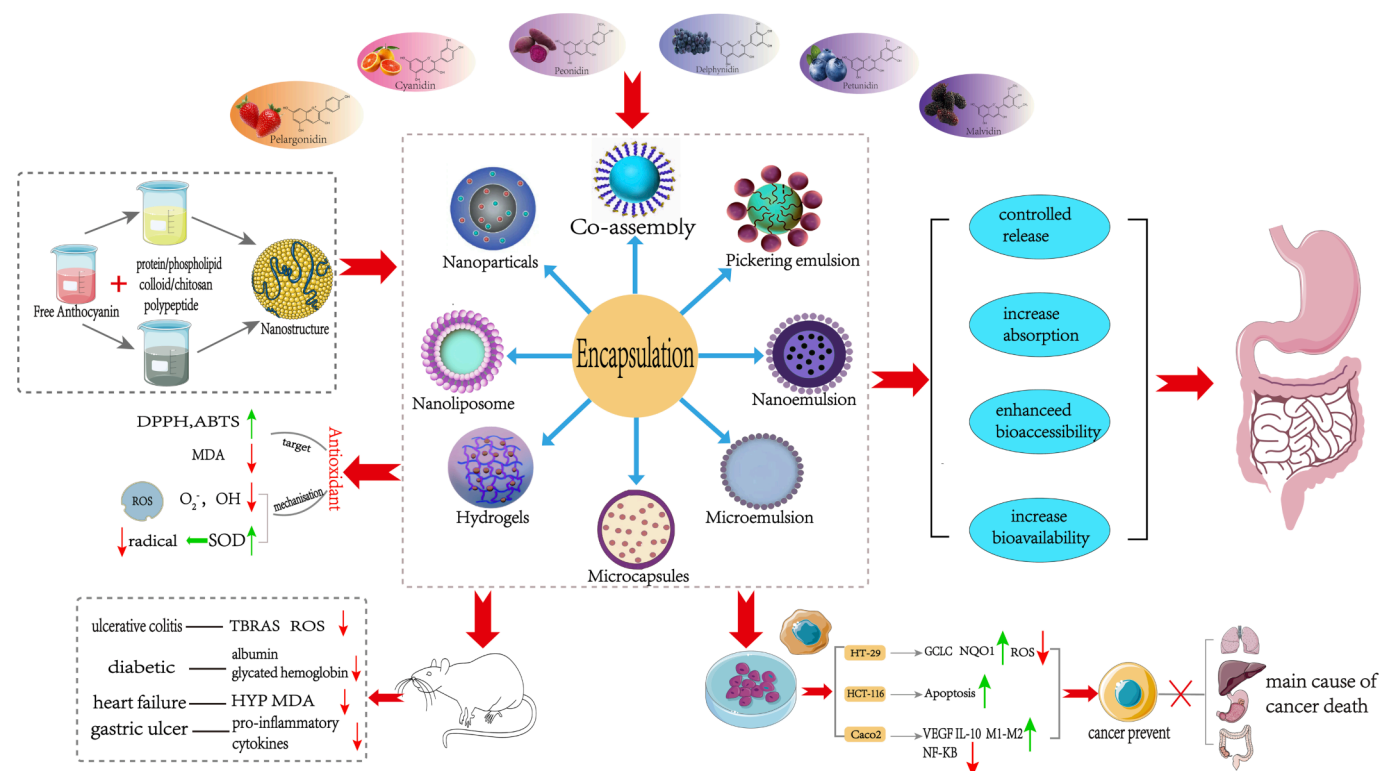 Pelargonidin
Cyanidin
Peonidin
Delphynidin
Petunidin
Malvidin
Free Anthocyanin
+
protein/phospholipid
colloid/chitosan
polypeptide
Nanostructure
Encapsulation
Nanoparticals
Co-assembly
Pickering emulsion
Nanoliposome
Nanoemulsion
Hydrogels
Microcapsules
Microemulsion
controlled
release
increase
absorption
enhanceed
bioaccessibility
increase
bioavailability
Antioxidant
target
mechanisation
DPPH,ABTS
MDA
ROS
O₂⁻, OH
radical
SOD
ulcerative colitis
TBRAS ROS
diabetic
albumin
glycated hemoglobin
heart failure
HYP MDA
gastric ulcer
pro-inflammatory
cytokines
HT-29
GCLC NQO1 ROS
HCT-116
Apoptosis
Caco2
VEGF IL-10 M1-M2
NF-KB
cancer prevent
main cause of
cancer death